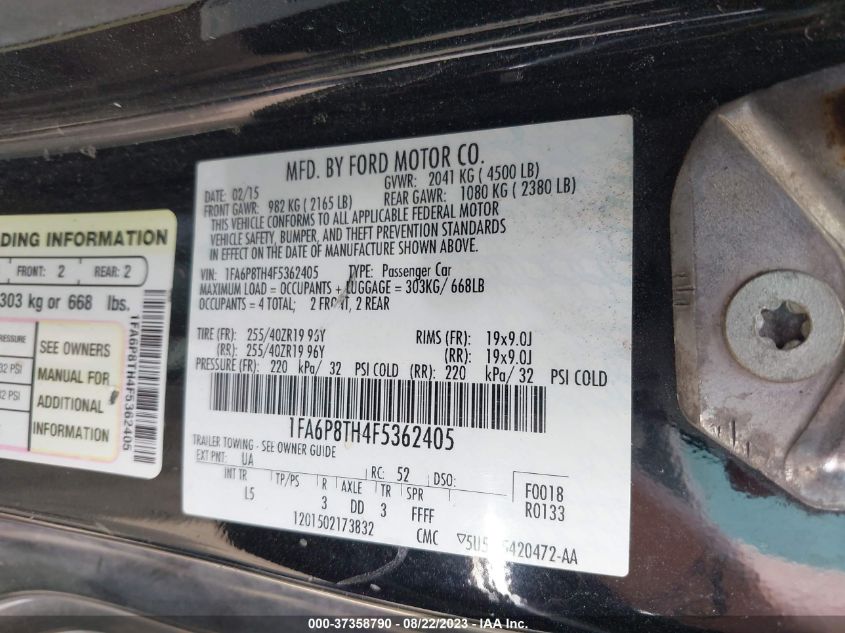 MFD. BY FORD MOTOR CO.
DATE: 02/15 GVWR: 2041 KG ( 4500 LB)
FRONT GAWR: 982 KG ( 2165 LB) REAR GAWR: 1080 KG ( 2380 LB)
THIS VEHICLE CONFORMS TO ALL APPLICABLE FEDERAL MOTOR
VEHICLE SAFETY, BUMPER, AND THEFT PREVENTION STANDARDS
IN EFFECT ON THE DATE OF MANUFACTURE SHOWN ABOVE.
VIN: 1FA6P8TH4F5362405 TYPE: Passenger Car
MAXIMUM LOAD = OCCUPANTS + LUGGAGE = 303KG/ 668LB
OCCUPANTS = 4 TOTAL; 2 FRONT, 2 REAR
TIRE (FR): 255/40ZR19 96Y RIMS (FR): 19x9.0J
(RR): 255/40ZR19 96Y (RR): 19x9.0J
PRESSURE (FR): 220 kPa/ 32 PSI COLD (RR): 220 kPa/ 32 PSI COLD
1FA6P8TH4F5362405
TRAILER TOWING - SEE OWNER GUIDE
EXT PNT: UA RC: 52 DSO:
INT TR TP/PS R AXLE TR SPR F0018
L5 3 DD 3 FFFF R0133
1201502173832 CMC 420472-AA
DING INFORMATION
FRONT: 2 REAR: 2
303 kg or 668 lbs.
PRESSURE
32 PSI
32 PSI
SEE OWNERS
MANUAL FOR
ADDITIONAL
INFORMATION
1FA6P8TH4F5362405
000-37358790 - 08/22/2023 - IAA Inc.